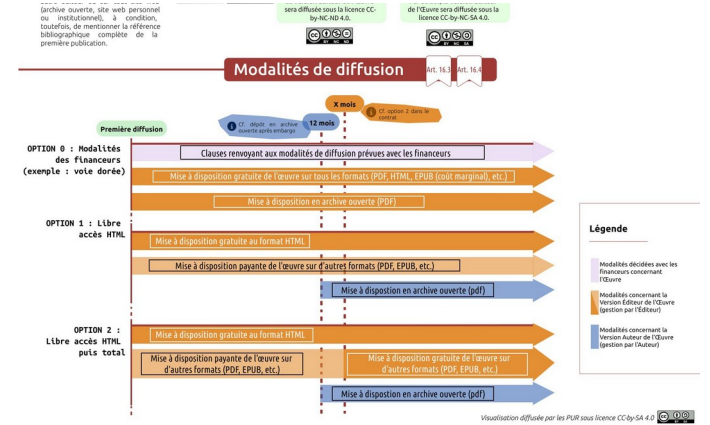 (archive ouverte, site web personnel
ou institutionnel), à condition,
toutefois, de mentionner la référence
bibliographique complète de la
première publication.
sera diffusée sous la licence CC-
by-NC-ND 4.0.
de l'Œuvre sera diffusée sous la
licence CC-by-NC-SA 4.0.
CC BY NC ND
CC BY NC SA
Modalités de diffusion
Art. 16.3
Art. 16.4
X mois
Cf. option 2 dans le
contrat
Cf. dépôt en archive
ouverte après embargo
12 mois
Première diffusion
OPTION 0 : Modalités
des financeurs
(exemple : voie dorée)
Clauses renvoyant aux modalités de diffusion prévues avec les financeurs
Mise à disposition gratuite de l'œuvre sur tous les formats (PDF, HTML, EPUB (coût marginal), etc.)
Mise à disposition en archive ouverte (PDF)
OPTION 1 : Libre
accès HTML
Mise à disposition gratuite au format HTML
Mise à disposition payante de l'œuvre sur d'autres formats (PDF, EPUB, etc.)
Mise à dispostion en archive ouverte (pdf)
OPTION 2 :
Libre accès HTML
puis total
Mise à disposition gratuite au format HTML
Mise à disposition payante de l'œuvre sur
d'autres formats (PDF, EPUB, etc.)
Mise à disposition gratuite de l'œuvre sur
d'autres formats (PDF, EPUB, etc.)
Mise à dispostion en archive ouverte (pdf)
Légende
Modalités décidées avec les
financeurs concernant
l'Œuvre
Modalités concernant la
Version Éditeur de l'Œuvre
(gestion par l'Éditeur)
Modalités concernant la
Version Auteur de l'Œuvre
(gestion par l'Auteur)
Visualisation diffusée par les PUR sous licence CC-by-SA 4.0